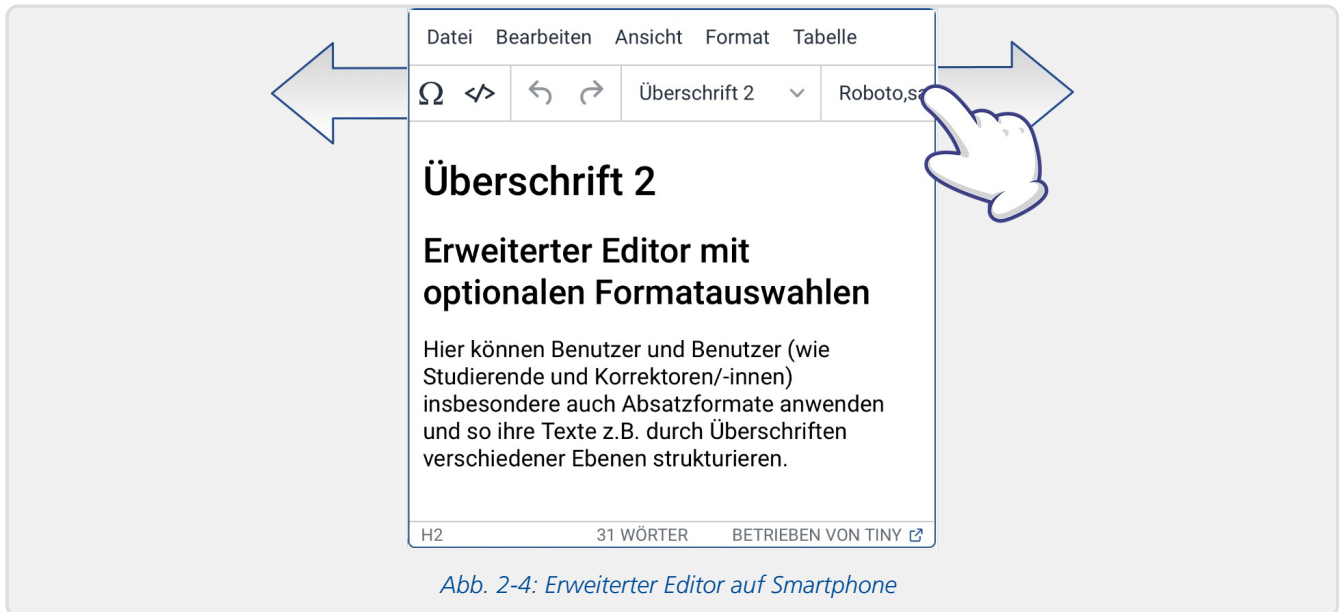 Datei Bearbeiten Ansicht Format Tabelle
Ω </> Überschrift 2 Roboto,sa
Überschrift 2
Erweiterter Editor mit
optionalen Formatauswahlen
Hier können Benutzer und Benutzer (wie
Studierende und Korrektoren/-innen)
insbesondere auch Absatzformate anwenden
und so ihre Texte z.B. durch Überschriften
verschiedener Ebenen strukturieren.
H2 31 WÖRTER BETRIEBEN VON TINY
Abb. 2-4: Erweiterter Editor auf Smartphone